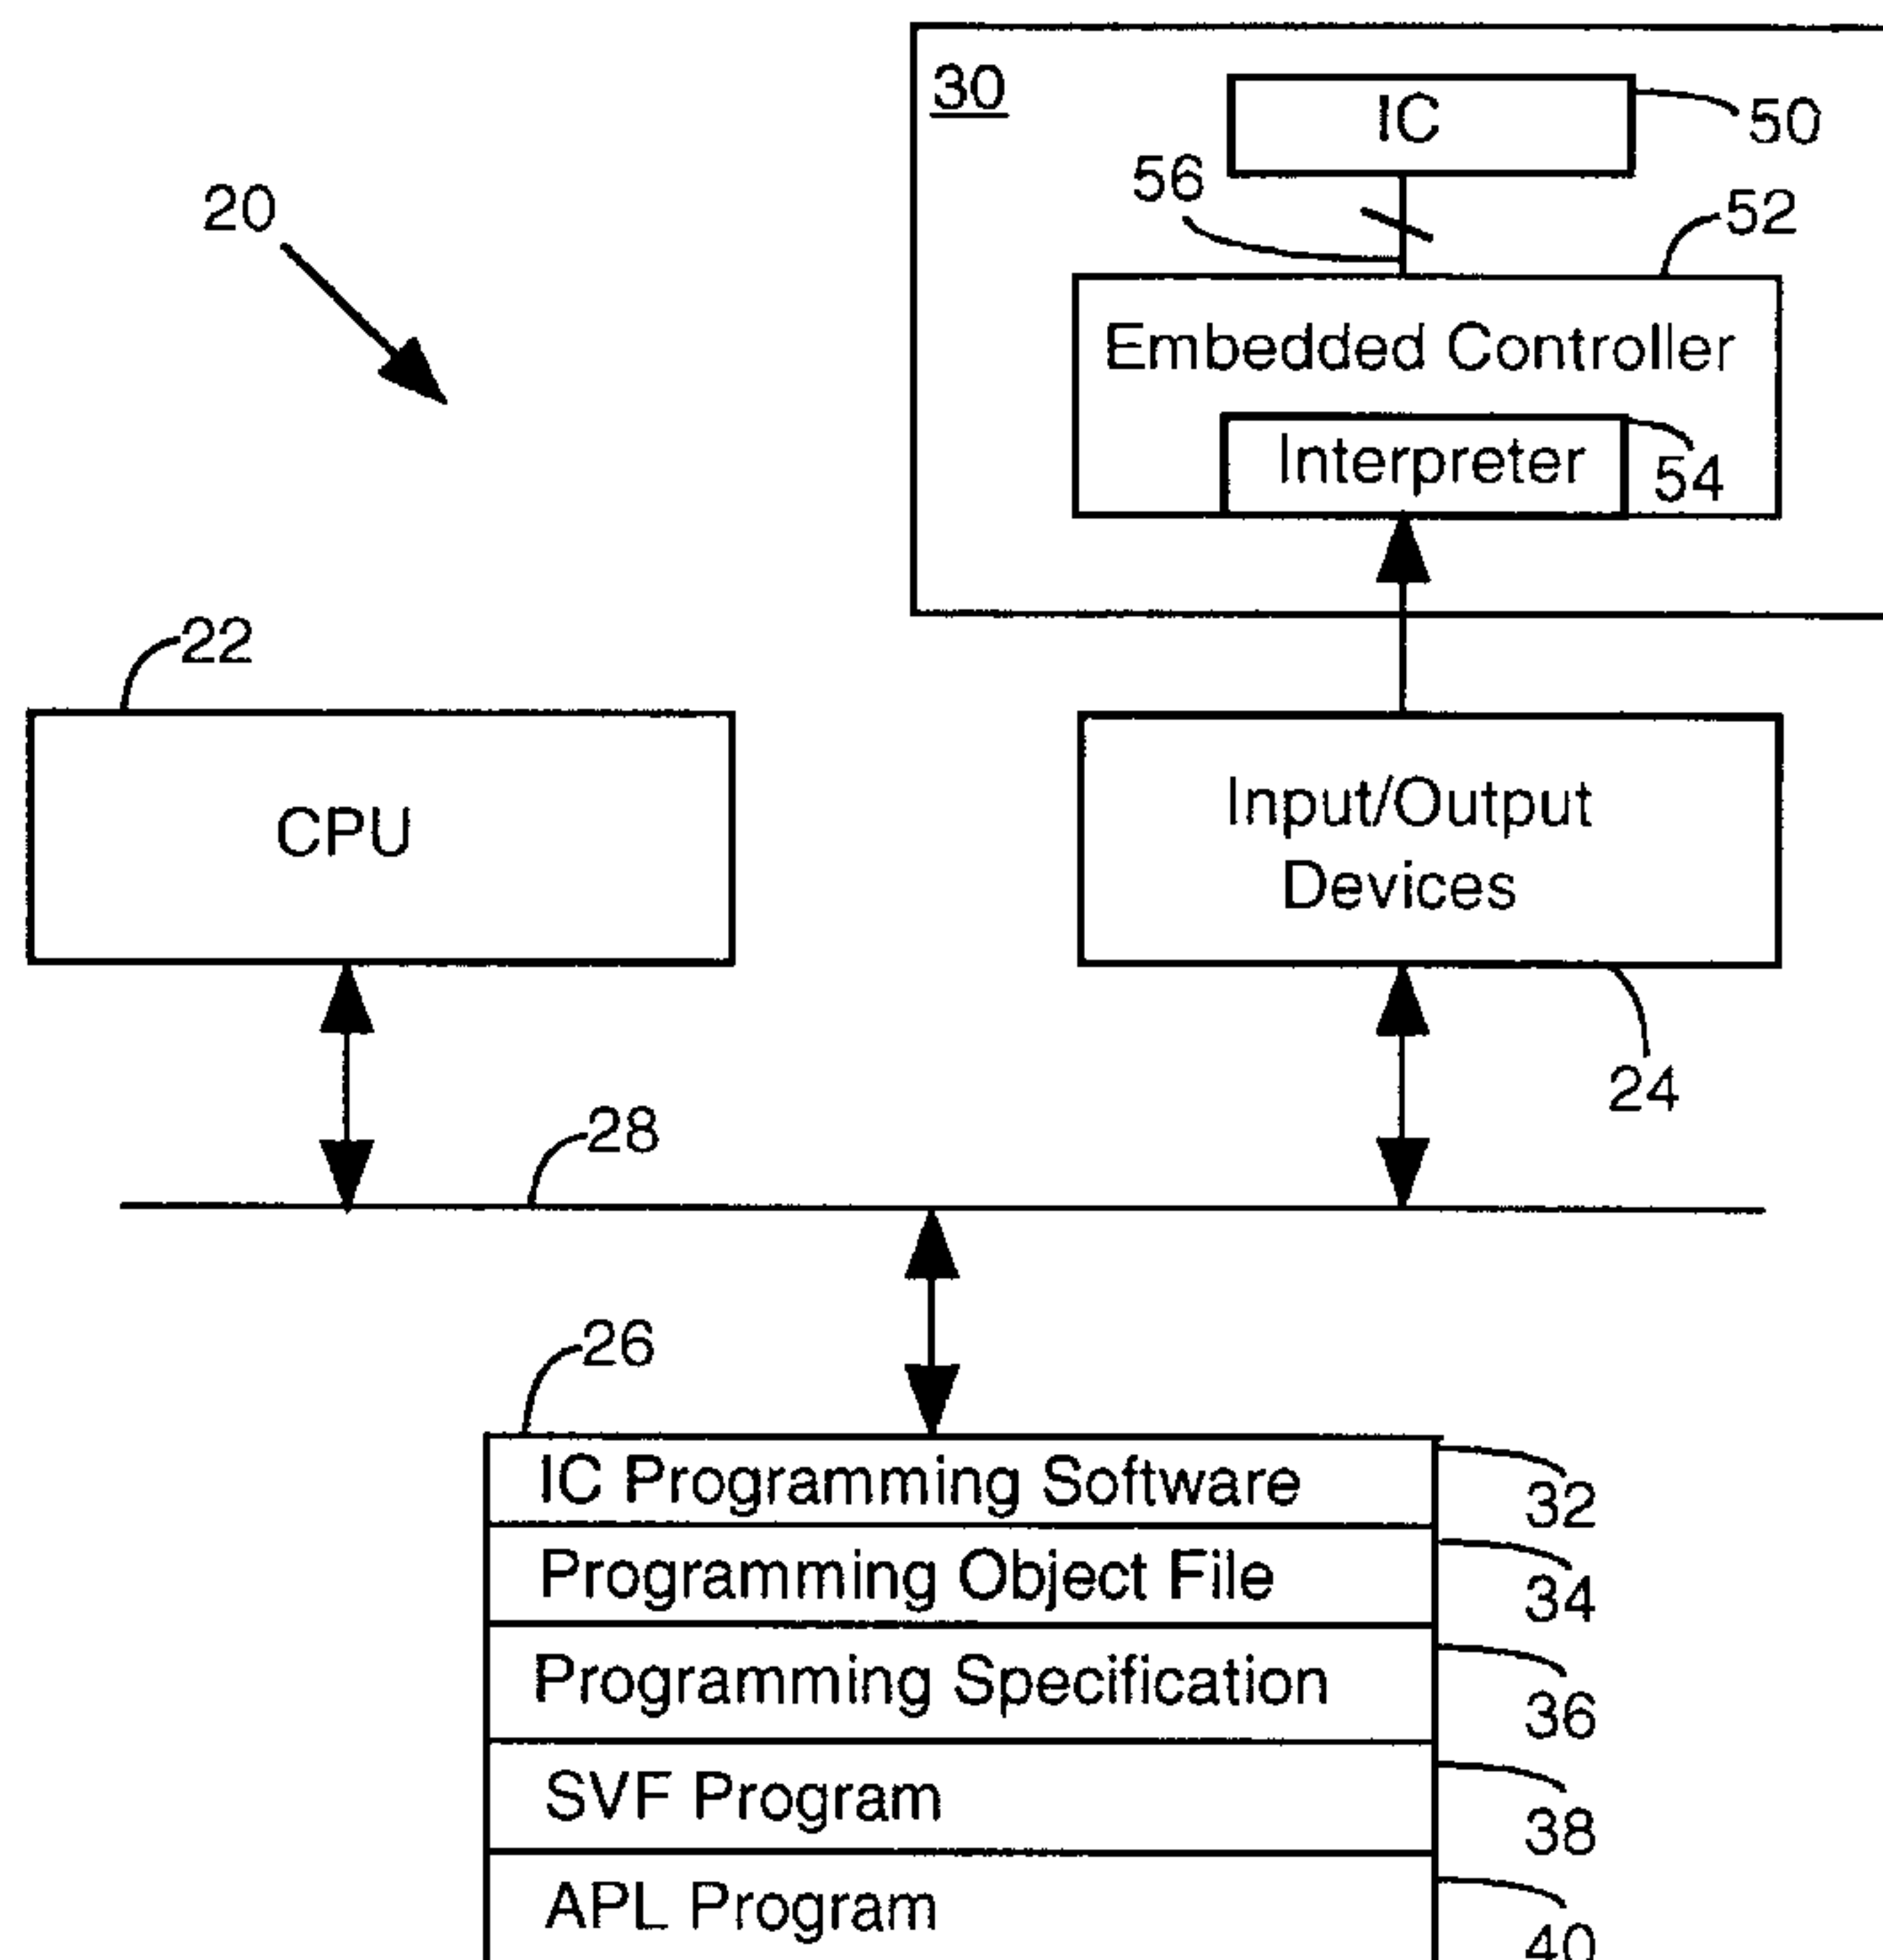 30
IC
50
56
20
52
Embedded Controller
Interpreter
54
22
CPU
Input/Output
Devices
24
28
26
IC Programming Software
32
Programming Object File
34
Programming Specification
36
SVF Program
38
APL Program
40